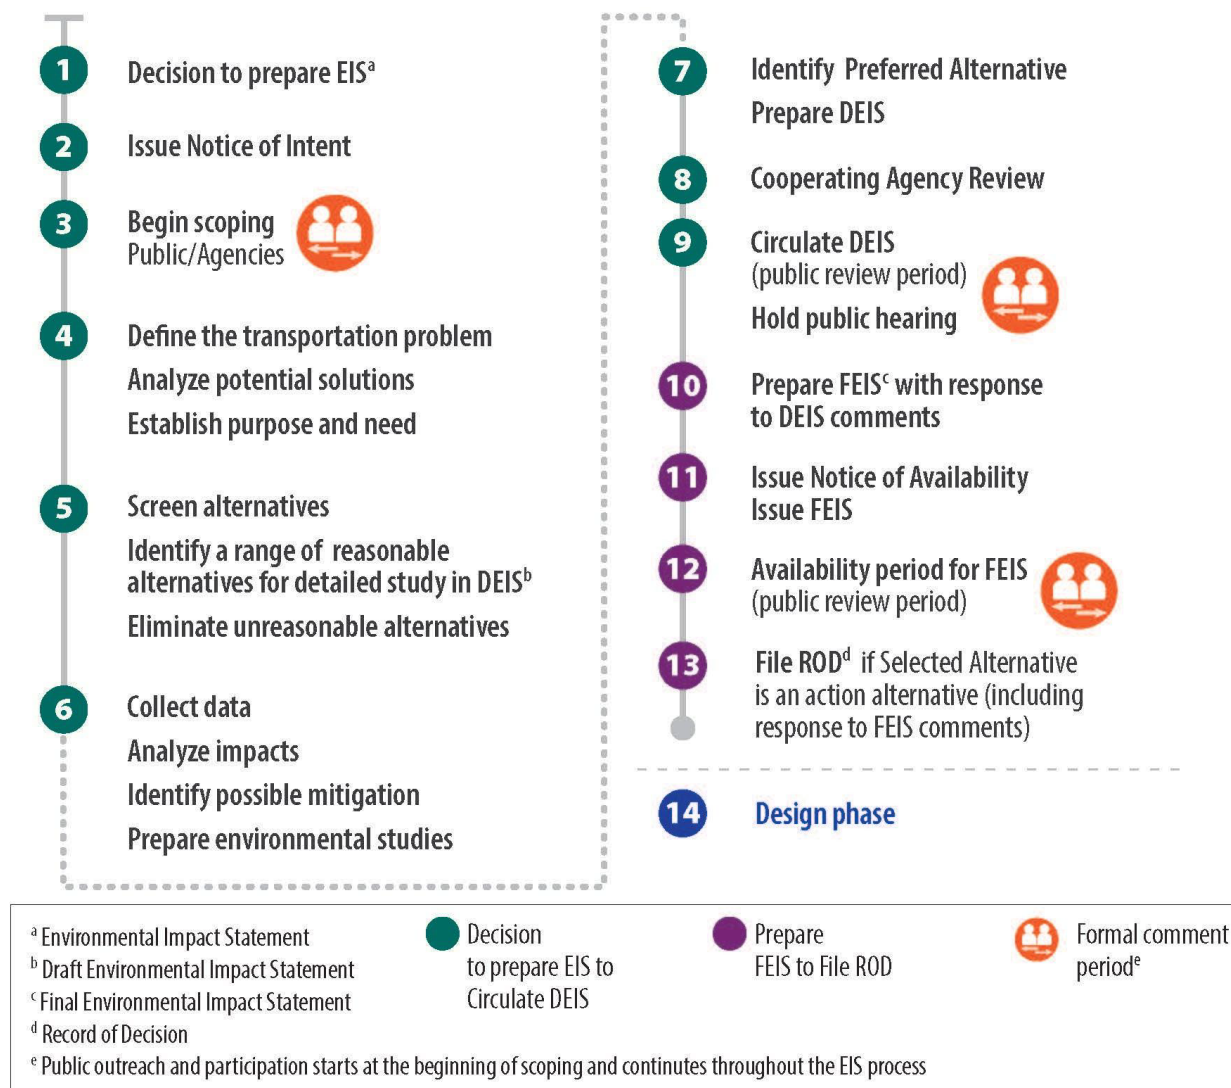 1 Decision to prepare EISᵃ
2 Issue Notice of Intent
3 Begin scoping
Public/Agencies
4 Define the transportation problem
Analyze potential solutions
Establish purpose and need
5 Screen alternatives
Identify a range of reasonable
alternatives for detailed study in DEISᵇ
Eliminate unreasonable alternatives
6 Collect data
Analyze impacts
Identify possible mitigation
Prepare environmental studies
7 Identify Preferred Alternative
Prepare DEIS
8 Cooperating Agency Review
9 Circulate DEIS
(public review period)
Hold public hearing
10 Prepare FEISᶜ with response
to DEIS comments
11 Issue Notice of Availability
Issue FEIS
12 Availability period for FEIS
(public review period)
13 File RODᵈ if Selected Alternative
is an action alternative (including
response to FEIS comments)
14 Design phase
ᵃ Environmental Impact Statement
ᵇ Draft Environmental Impact Statement
ᶜ Final Environmental Impact Statement
ᵈ Record of Decision
ᵉ Public outreach and participation starts at the beginning of scoping and continutes throughout the EIS process
Decision
to prepare EIS to
Circulate DEIS
Prepare
FEIS to File ROD
Formal comment
periodᵉ